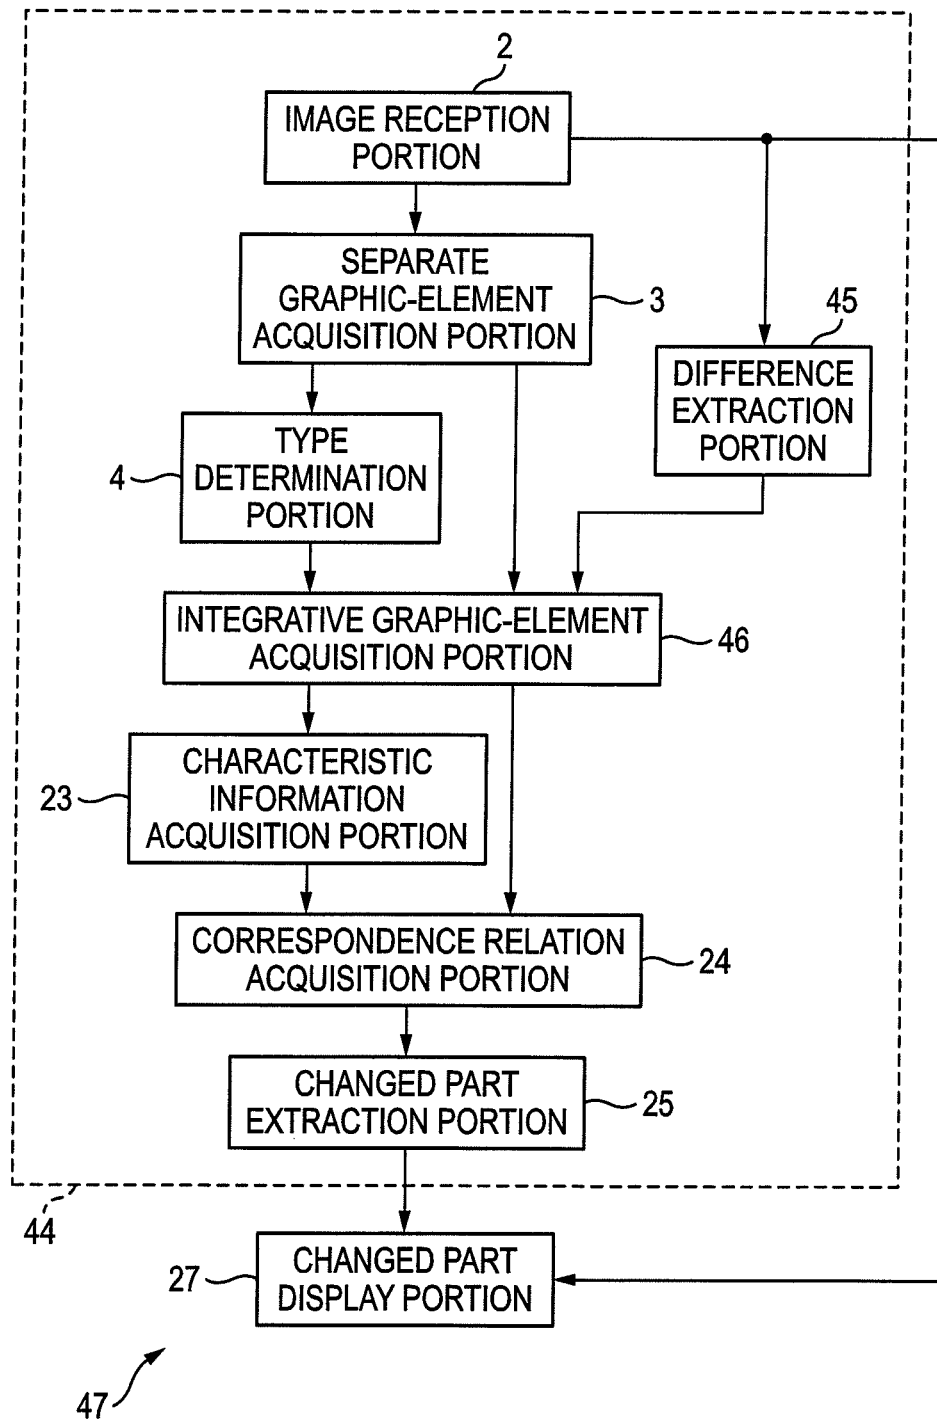 2
IMAGE RECEPTION
PORTION
SEPARATE
GRAPHIC-ELEMENT
ACQUISITION PORTION
3
45
DIFFERENCE
EXTRACTION
PORTION
TYPE
DETERMINATION
PORTION
4
INTEGRATIVE GRAPHIC-ELEMENT
ACQUISITION PORTION
46
CHARACTERISTIC
INFORMATION
ACQUISITION PORTION
23
CORRESPONDENCE RELATION
ACQUISITION PORTION
24
CHANGED PART
EXTRACTION PORTION
25
44
CHANGED PART
DISPLAY PORTION
27
47